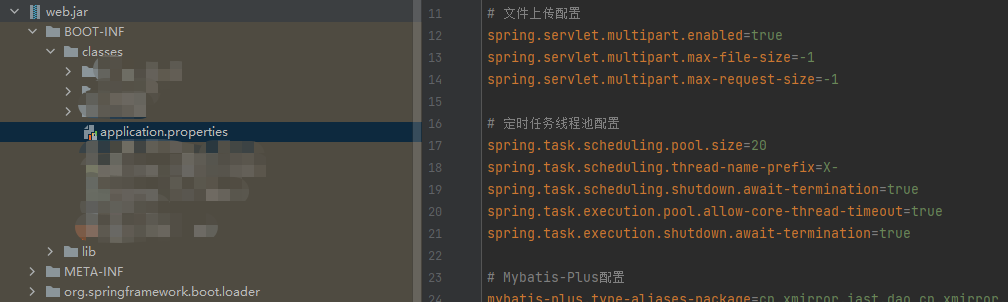 web.jar
BOOT-INF
classes
application.properties
lib
META-INF
org.springframework.boot.loader
11 # 文件上传配置
12 spring.servlet.multipart.enabled=true
13 spring.servlet.multipart.max-file-size=-1
14 spring.servlet.multipart.max-request-size=-1
15
16 # 定时任务线程池配置
17 spring.task.scheduling.pool.size=20
18 spring.task.scheduling.thread-name-prefix=X-
19 spring.task.scheduling.shutdown.await-termination=true
20 spring.task.execution.pool.allow-core-thread-timeout=true
21 spring.task.execution.shutdown.await-termination=true
22
23 # Mybatis-Plus配置
24 mybatis-plus.type-aliases-package=cn.xmirror.iast.dao,cn.xmirror